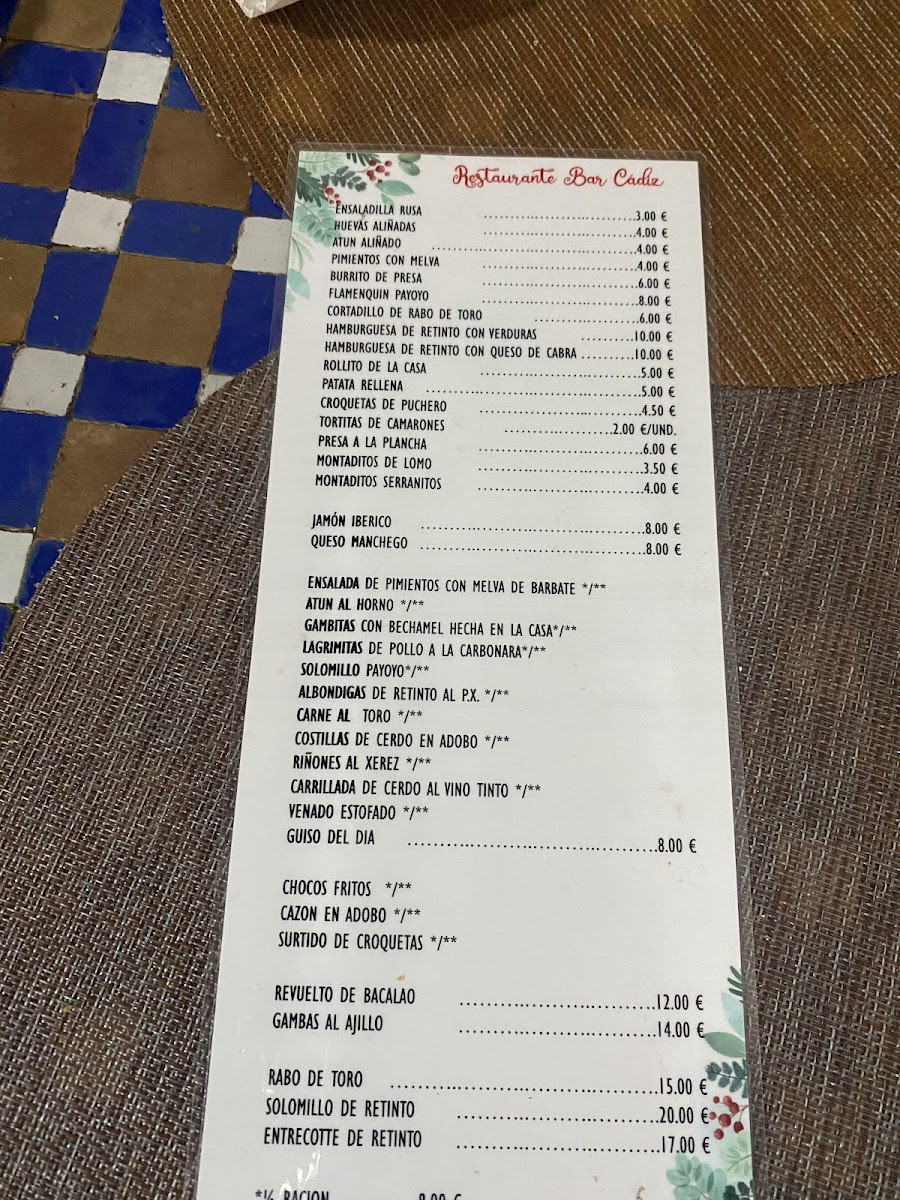 Restaurante Bar Cádiz
ENSALADILLA RUSA ........................................3.00 €
HUEVAS ALIÑADAS ........................................4.00 €
ATUN ALIÑADO ........................................4.00 €
PIMIENTOS CON MELVA ........................................4.00 €
BURRITO DE PRESA ........................................6.00 €
FLAMENQUIN PAYOYO ........................................8.00 €
CORTADILLO DE RABO DE TORO ..........................6.00 €
HAMBURGUESA DE RETINTO CON VERDURAS .............10.00 €
HAMBURGUESA DE RETINTO CON QUESO DE CABRA ..........10.00 €
ROLLITO DE LA CASA ........................................5.00 €
PATATA RELLENA ........................................5.00 €
CROQUETAS DE PUCHERO ........................................4.50 €
TORTITAS DE CAMARONES ..........................2.00 €/UND.
PRESA A LA PLANCHA ........................................6.00 €
MONTADITOS DE LOMO ........................................3.50 €
MONTADITOS SERRANITOS ........................................4.00 €
JAMÓN IBERICO ........................................8.00 €
QUESO MANCHEGO ........................................8.00 €
ENSALADA DE PIMIENTOS CON MELVA DE BARBATE */**
ATUN AL HORNO */**
GAMBITAS CON BECHAMEL HECHA EN LA CASA*/**
LAGRIMITAS DE POLLO A LA CARBONARA*/**
SOLOMILLO PAYOYO*/**
ALBONDIGAS DE RETINTO AL P.X. */**
CARNE AL TORO */**
COSTILLAS DE CERDO EN ADOBO */**
RIÑONES AL XEREZ */**
CARRILLADA DE CERDO AL VINO TINTO */**
VENADO ESTOFADO */**
GUISO DEL DIA ........................................8.00 €
CHOCOS FRITOS */**
CAZON EN ADOBO */**
SURTIDO DE CROQUETAS */**
REVUELTO DE BACALAO ..............................12.00 €
GAMBAS AL AJILLO ..............................14.00 €
RABO DE TORO ........................................15.00 €
SOLOMILLO DE RETINTO ..............................20.00 €
ENTRECOTTE DE RETINTO ..............................17.00 €
*½ RACION ..............8.00 €